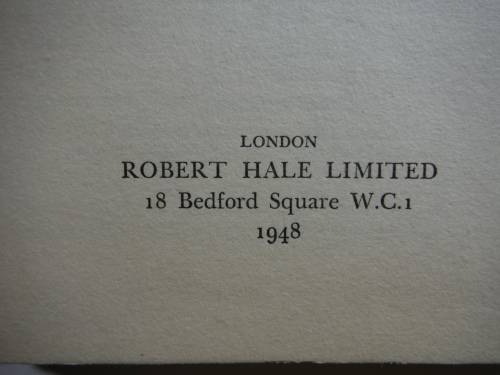 LONDON
ROBERT HALE LIMITED
18 Bedford Square W.C.1
1948